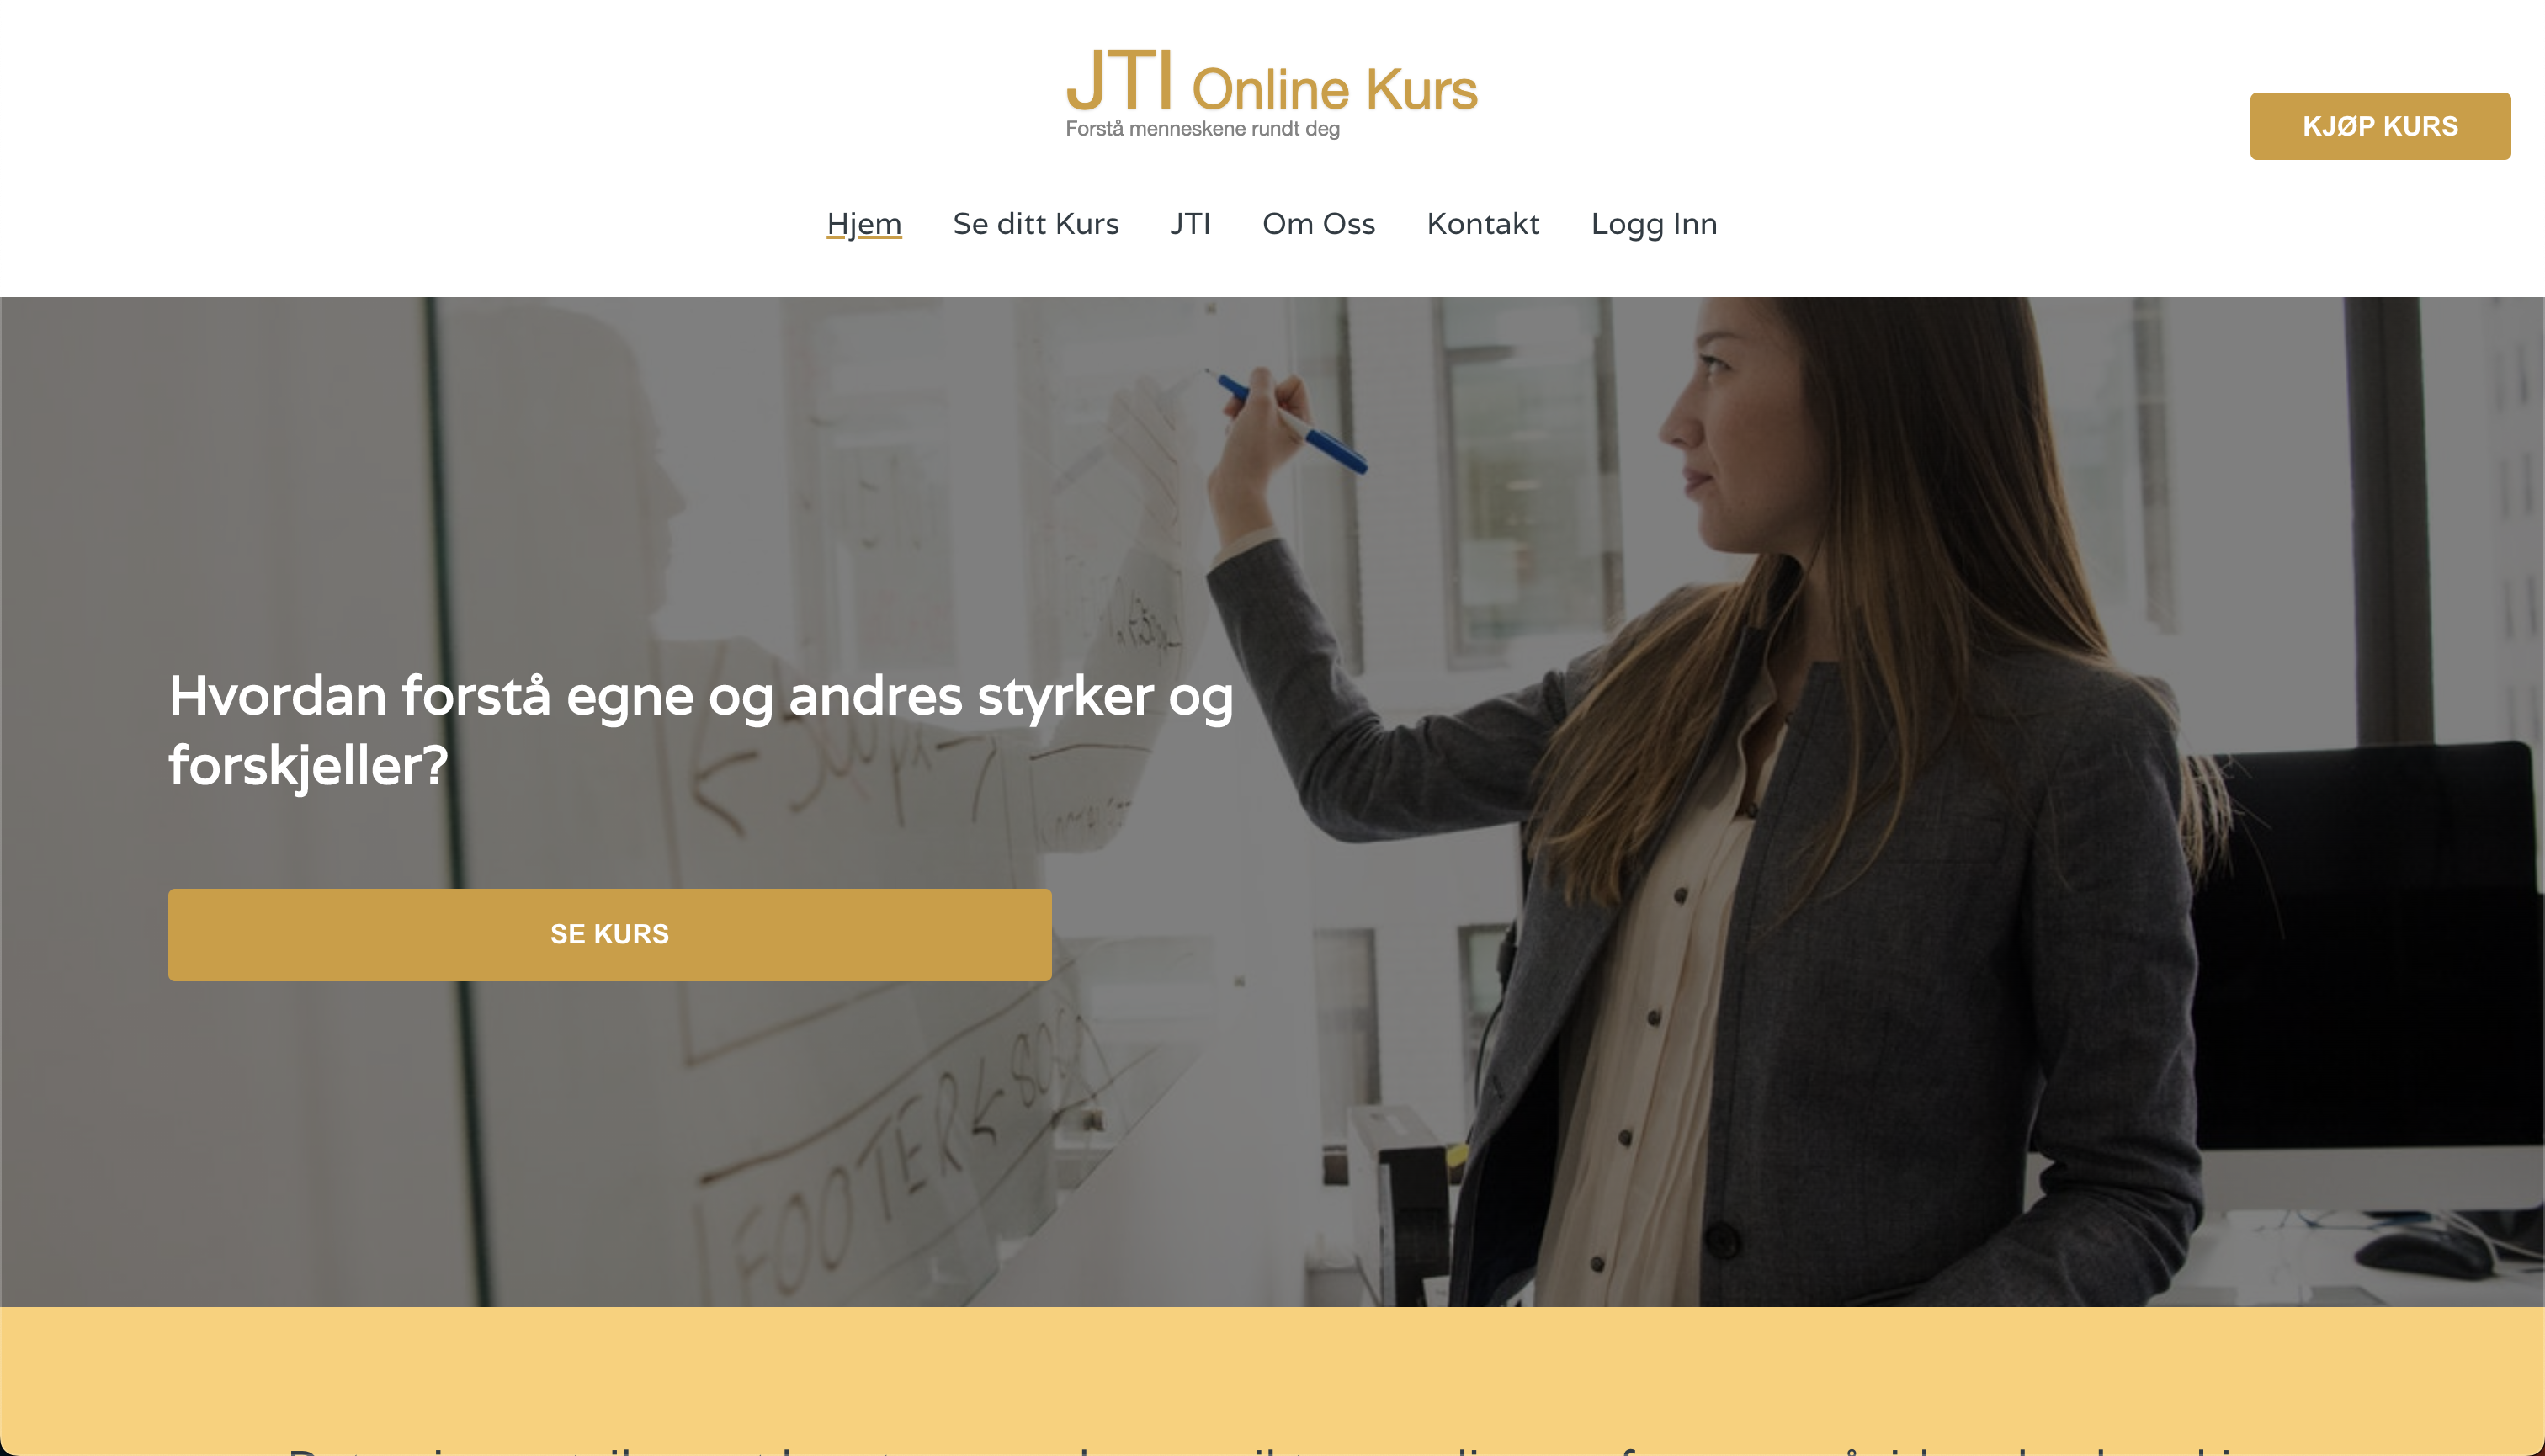 JTI Online Kurs
Forstå menneskene rundt deg
KJØP KURS
Hjem Se ditt Kurs JTI Om Oss Kontakt Logg Inn
Hvordan forstå egne og andres styrker og
forskjeller?
SE KURS
FOOTER